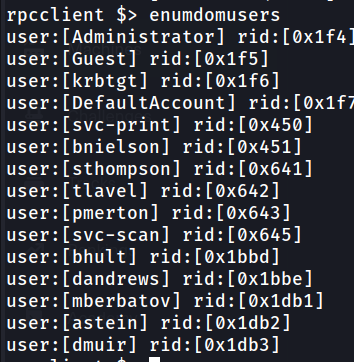 rpcclient $> enumdomusers
user:[Administrator] rid:[0x1f4]
user:[Guest] rid:[0x1f5]
user:[krbtgt] rid:[0x1f6]
user:[DefaultAccount] rid:[0x1f7
user:[svc-print] rid:[0x450]
user:[bnielson] rid:[0x451]
user:[sthompson] rid:[0x641]
user:[tlavel] rid:[0x642]
user:[pmerton] rid:[0x643]
user:[svc-scan] rid:[0x645]
user:[bhult] rid:[0x1bbd]
user:[dandrews] rid:[0x1bbe]
user:[mberbatov] rid:[0x1db1]
user:[astein] rid:[0x1db2]
user:[dmuir] rid:[0x1db3]
rpcclient $>